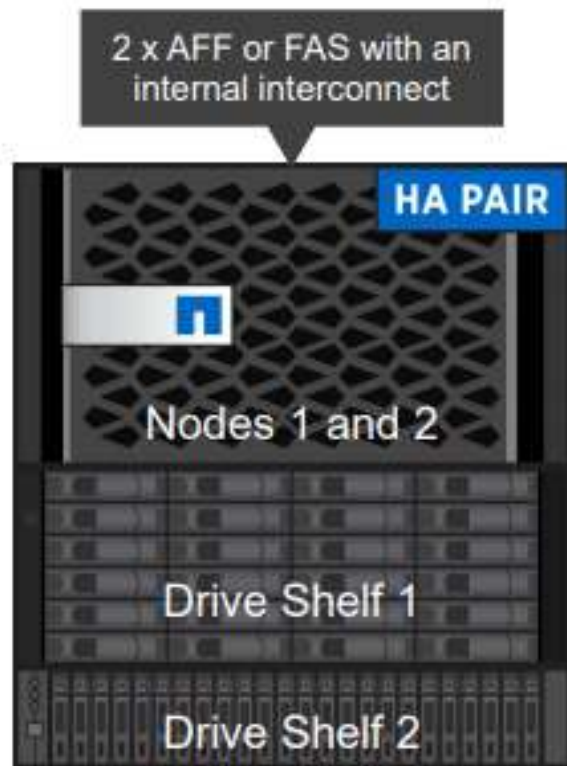 2 x AFF or FAS with an
internal interconnect
HA PAIR
Nodes 1 and 2
Drive Shelf 1
Drive Shelf 2